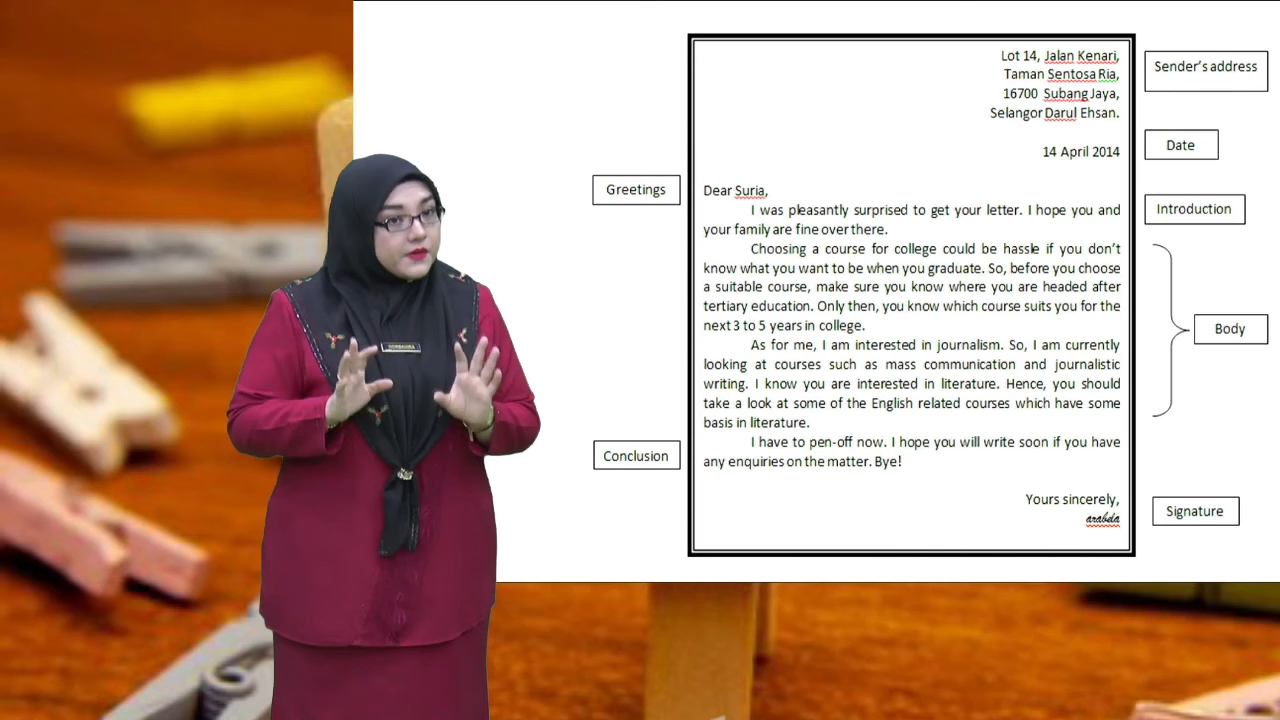 Lot 14, Jalan Kenari,
Taman Sentosa Ria,
16700 Subang Jaya,
Selangor Darul Ehsan.
Sender's address
14 April 2014
Date
Greetings
Dear Suria,
I was pleasantly surprised to get your letter. I hope you and
your family are fine over there.
Introduction
Choosing a course for college could be hassle if you don't
know what you want to be when you graduate. So, before you choose
a suitable course, make sure you know where you are headed after
tertiary education. Only then, you know which course suits you for the
next 3 to 5 years in college.
As for me, I am interested in journalism. So, I am currently
looking at courses such as mass communication and journalistic
writing. I know you are interested in literature. Hence, you should
take a look at some of the English related courses which have some
basis in literature.
Body
I have to pen-off now. I hope you will write soon if you have
any enquiries on the matter. Bye!
Conclusion
Yours sincerely,
arabela
Signature